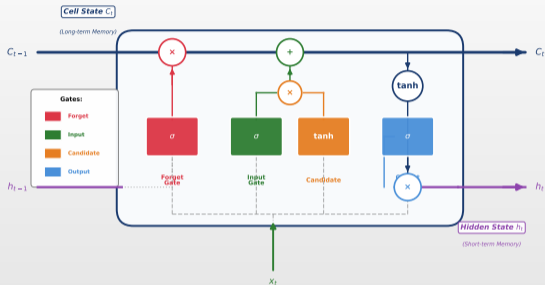 Cell State Cₜ
(Long-term Memory)
Cₜ₋₁
×
+
Cₜ
tanh
×
Gates:
Forget
Input
Candidate
Output
σ
σ
tanh
σ
Forget
Gate
Input
Gate
Candidate
hₜ₋₁
×
hₜ
Hidden State hₜ
(Short-term Memory)
xₜ